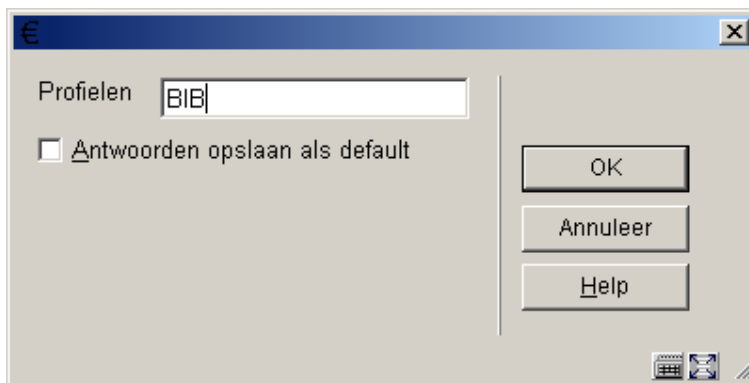 €
Profielen BIB
Antwoorden opslaan als default
OK
Annuleer
Help